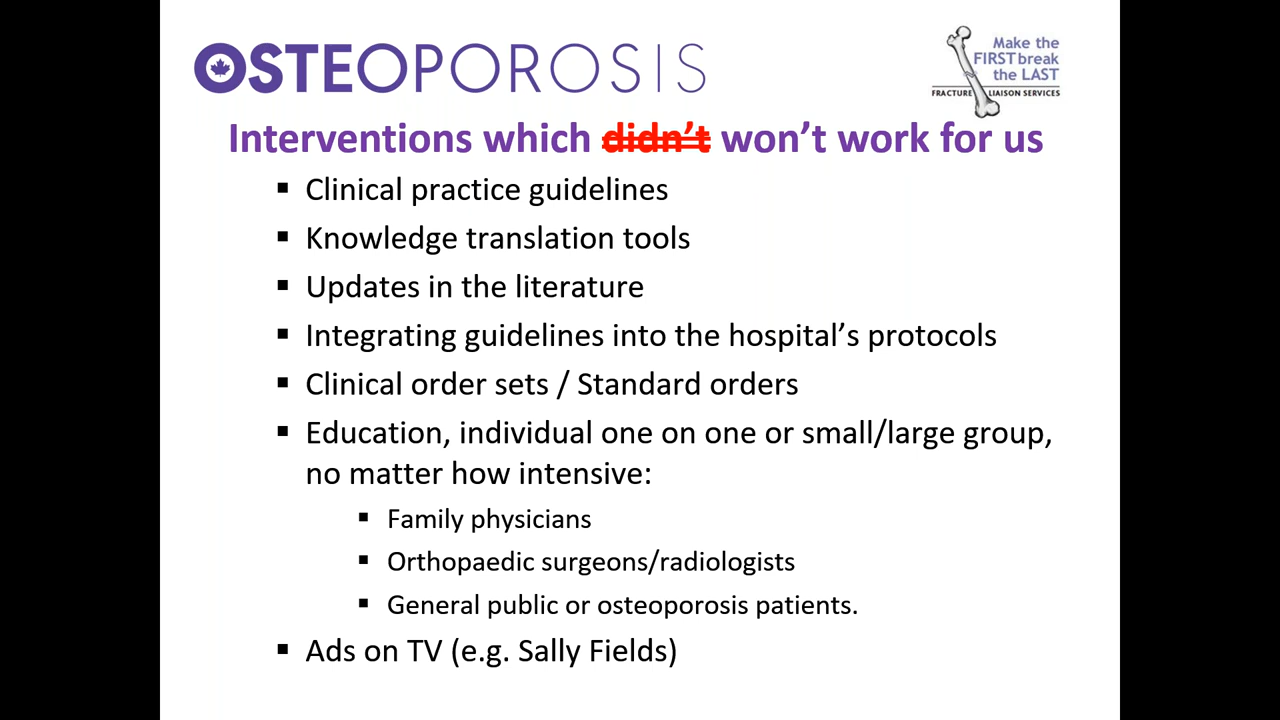 OSTEOPOROSIS
Make the
FIRST break
the LAST
FRACTURE LIAISON SERVICES
Interventions which didn't won't work for us
▪ Clinical practice guidelines
▪ Knowledge translation tools
▪ Updates in the literature
▪ Integrating guidelines into the hospital's protocols
▪ Clinical order sets / Standard orders
▪ Education, individual one on one or small/large group,
no matter how intensive:
▪ Family physicians
▪ Orthopaedic surgeons/radiologists
▪ General public or osteoporosis patients.
▪ Ads on TV (e.g. Sally Fields)